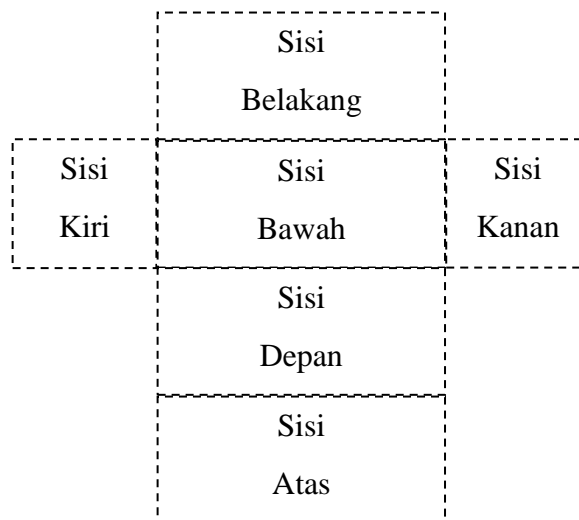 Sisi
Belakang
Sisi
Kiri
Sisi
Bawah
Sisi
Kanan
Sisi
Depan
Sisi
Atas